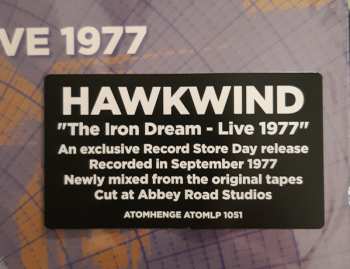 VE 1977
HAWKWIND
"The Iron Dream - Live 1977"
An exclusive Record Store Day release
Recorded in September 1977
Newly mixed from the original tapes
Cut at Abbey Road Studios
ATOMHENGE ATOMLP 1051